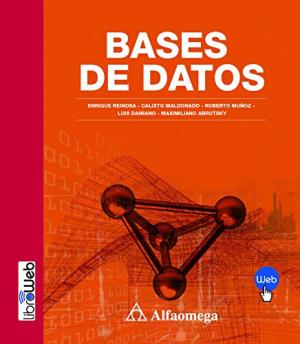 BASES
DE DATOS
ENRIQUE REINOSA - CALIXTO MALDONADO - ROBERTO MUÑOZ -
LUIS DAMIANO - MAXIMILIANO ABRUTSKY
libroweb
Web
Alfaomega